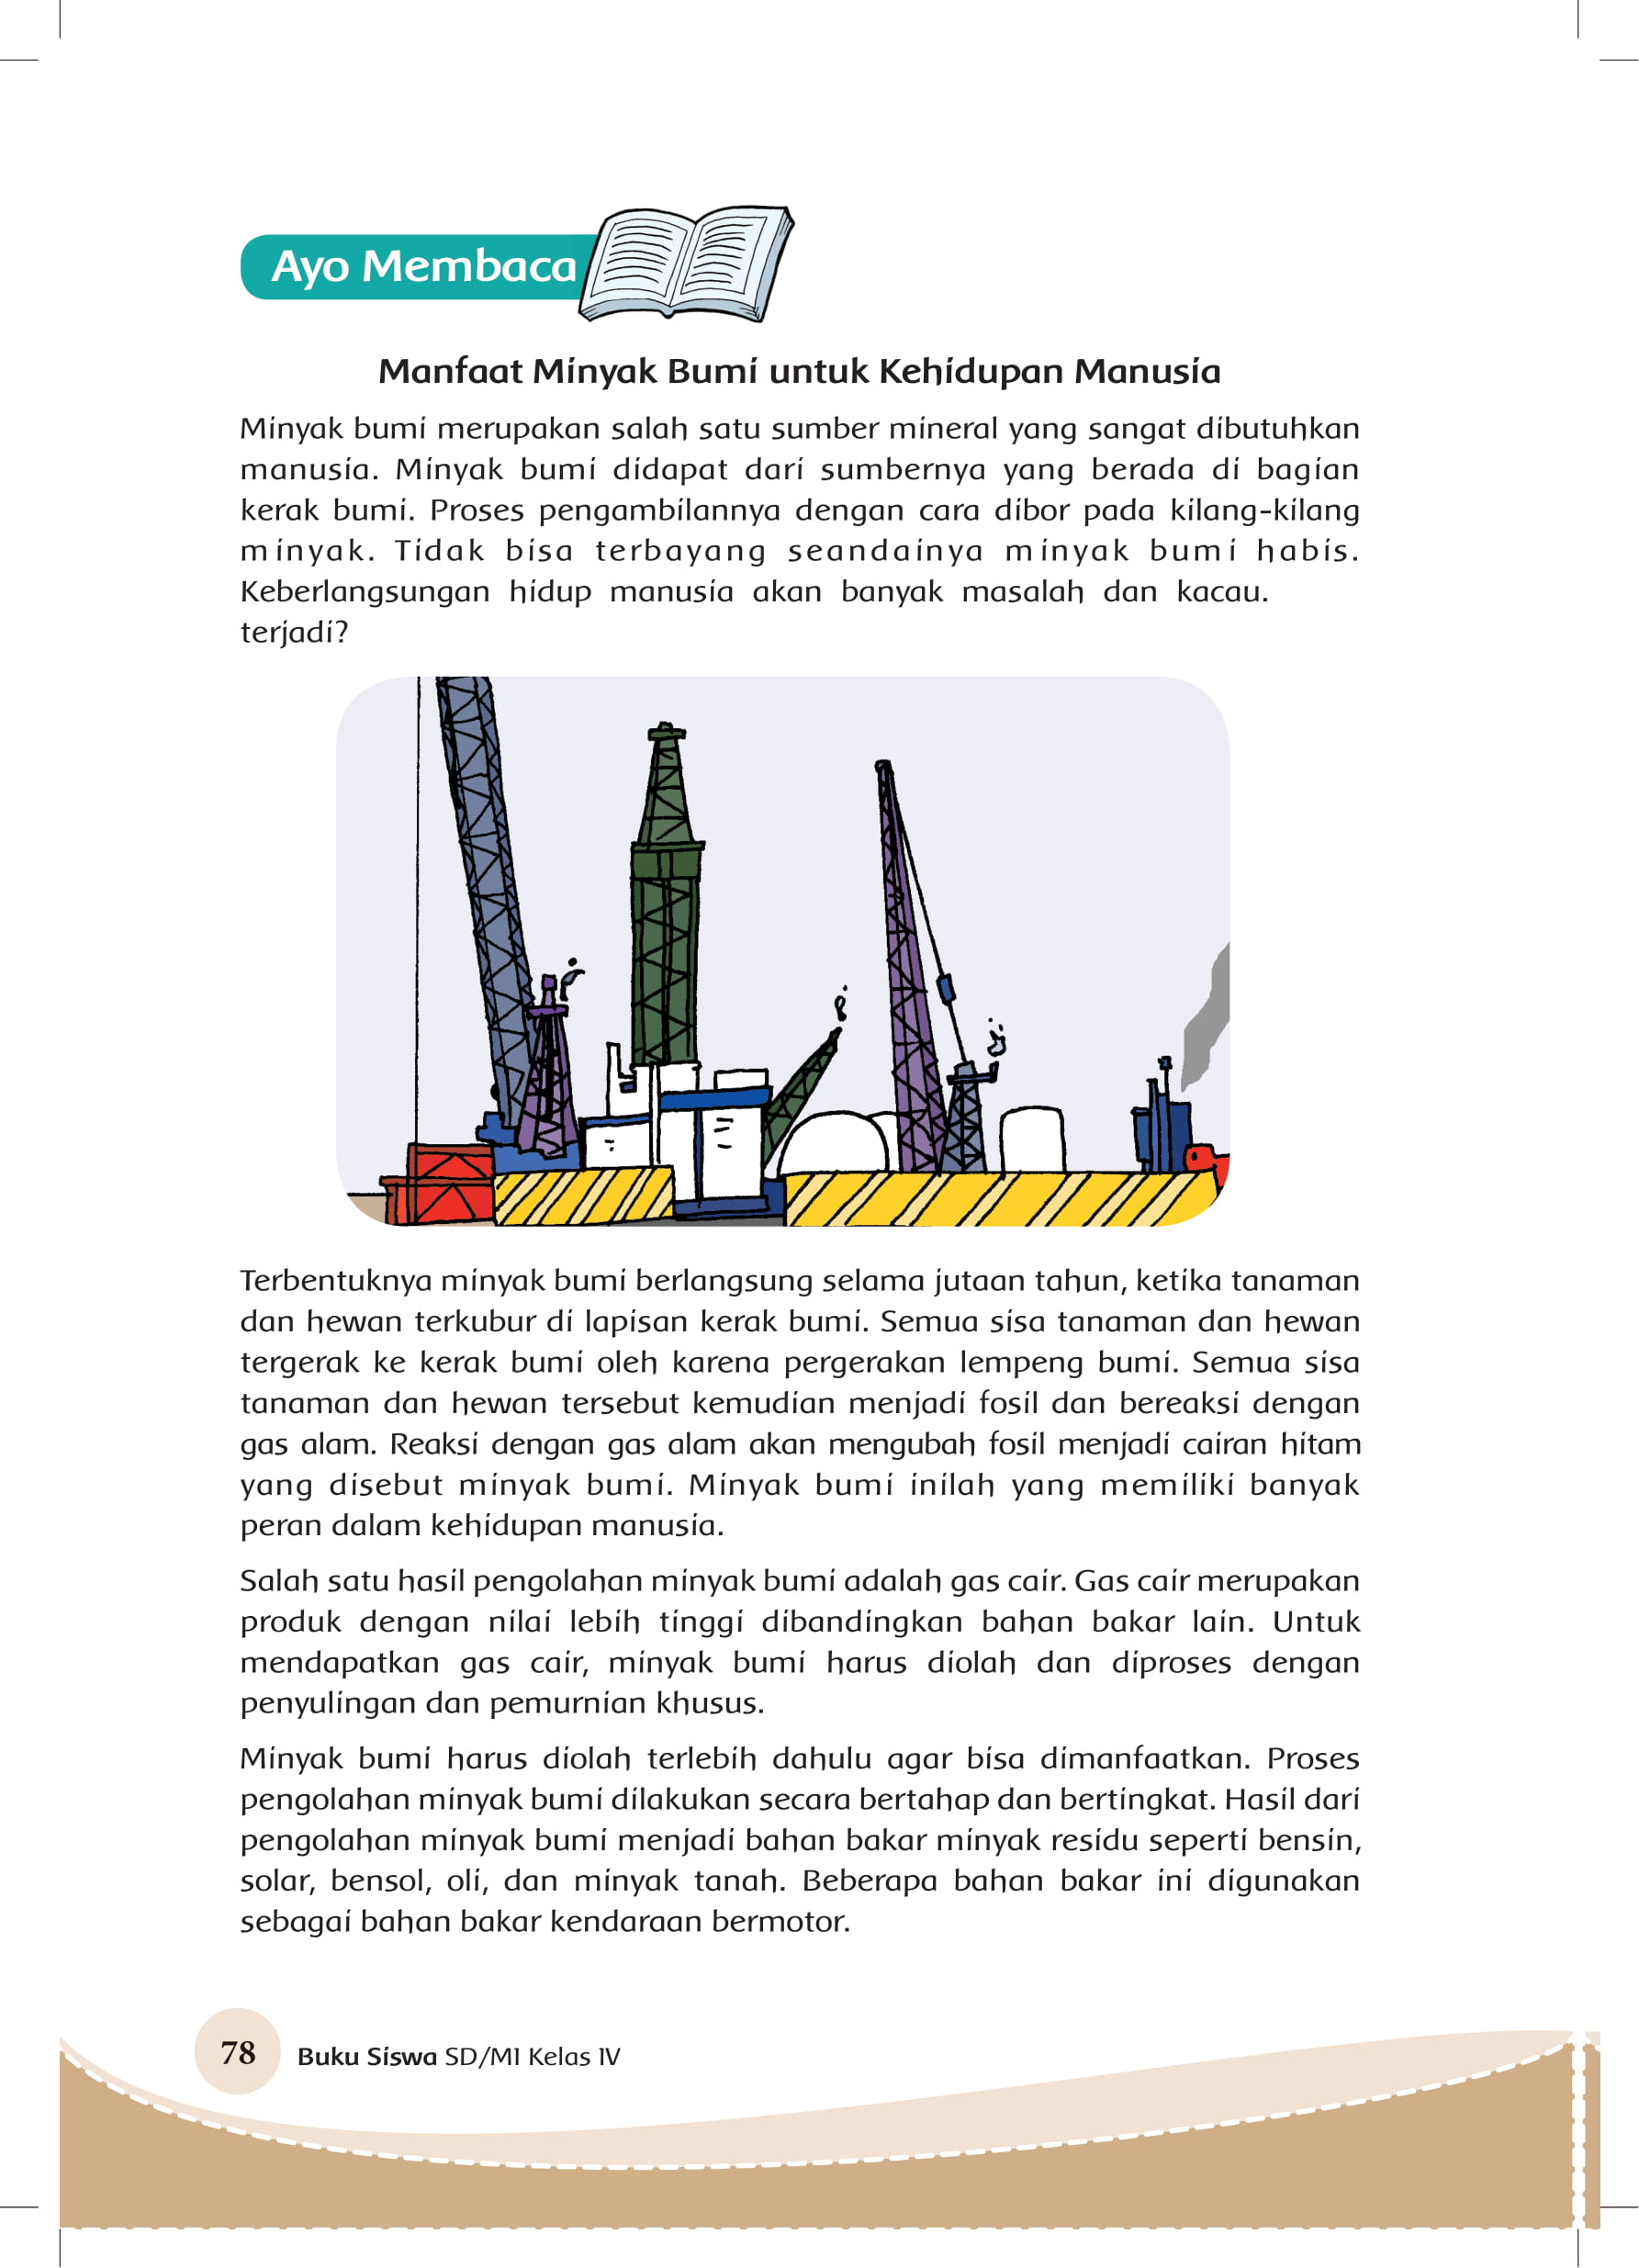 Ayo Membaca
Manfaat Minyak Bumi untuk Kehidupan Manusia
Minyak bumi merupakan salah satu sumber mineral yang sangat dibutuhkan
manusia. Minyak bumi didapat dari sumbernya yang berada di bagian
kerak bumi. Proses pengambilannya dengan cara dibor pada kilang-kilang
minyak. Tidak bisa terbayang seandainya minyak bumi habis.
Keberlangsungan hidup manusia akan banyak masalah dan kacau.
terjadi?
Terbentuknya minyak bumi berlangsung selama jutaan tahun, ketika tanaman
dan hewan terkubur di lapisan kerak bumi. Semua sisa tanaman dan hewan
tergerak ke kerak bumi oleh karena pergerakan lempeng bumi. Semua sisa
tanaman dan hewan tersebut kemudian menjadi fosil dan bereaksi dengan
gas alam. Reaksi dengan gas alam akan mengubah fosil menjadi cairan hitam
yang disebut minyak bumi. Minyak bumi inilah yang memiliki banyak
peran dalam kehidupan manusia.
Salah satu hasil pengolahan minyak bumi adalah gas cair. Gas cair merupakan
produk dengan nilai lebih tinggi dibandingkan bahan bakar lain. Untuk
mendapatkan gas cair, minyak bumi harus diolah dan diproses dengan
penyulingan dan pemurnian khusus.
Minyak bumi harus diolah terlebih dahulu agar bisa dimanfaatkan. Proses
pengolahan minyak bumi dilakukan secara bertahap dan bertingkat. Hasil dari
pengolahan minyak bumi menjadi bahan bakar minyak residu seperti bensin,
solar, bensol, oli, dan minyak tanah. Beberapa bahan bakar ini digunakan
sebagai bahan bakar kendaraan bermotor.
78 Buku Siswa SD/MI Kelas IV